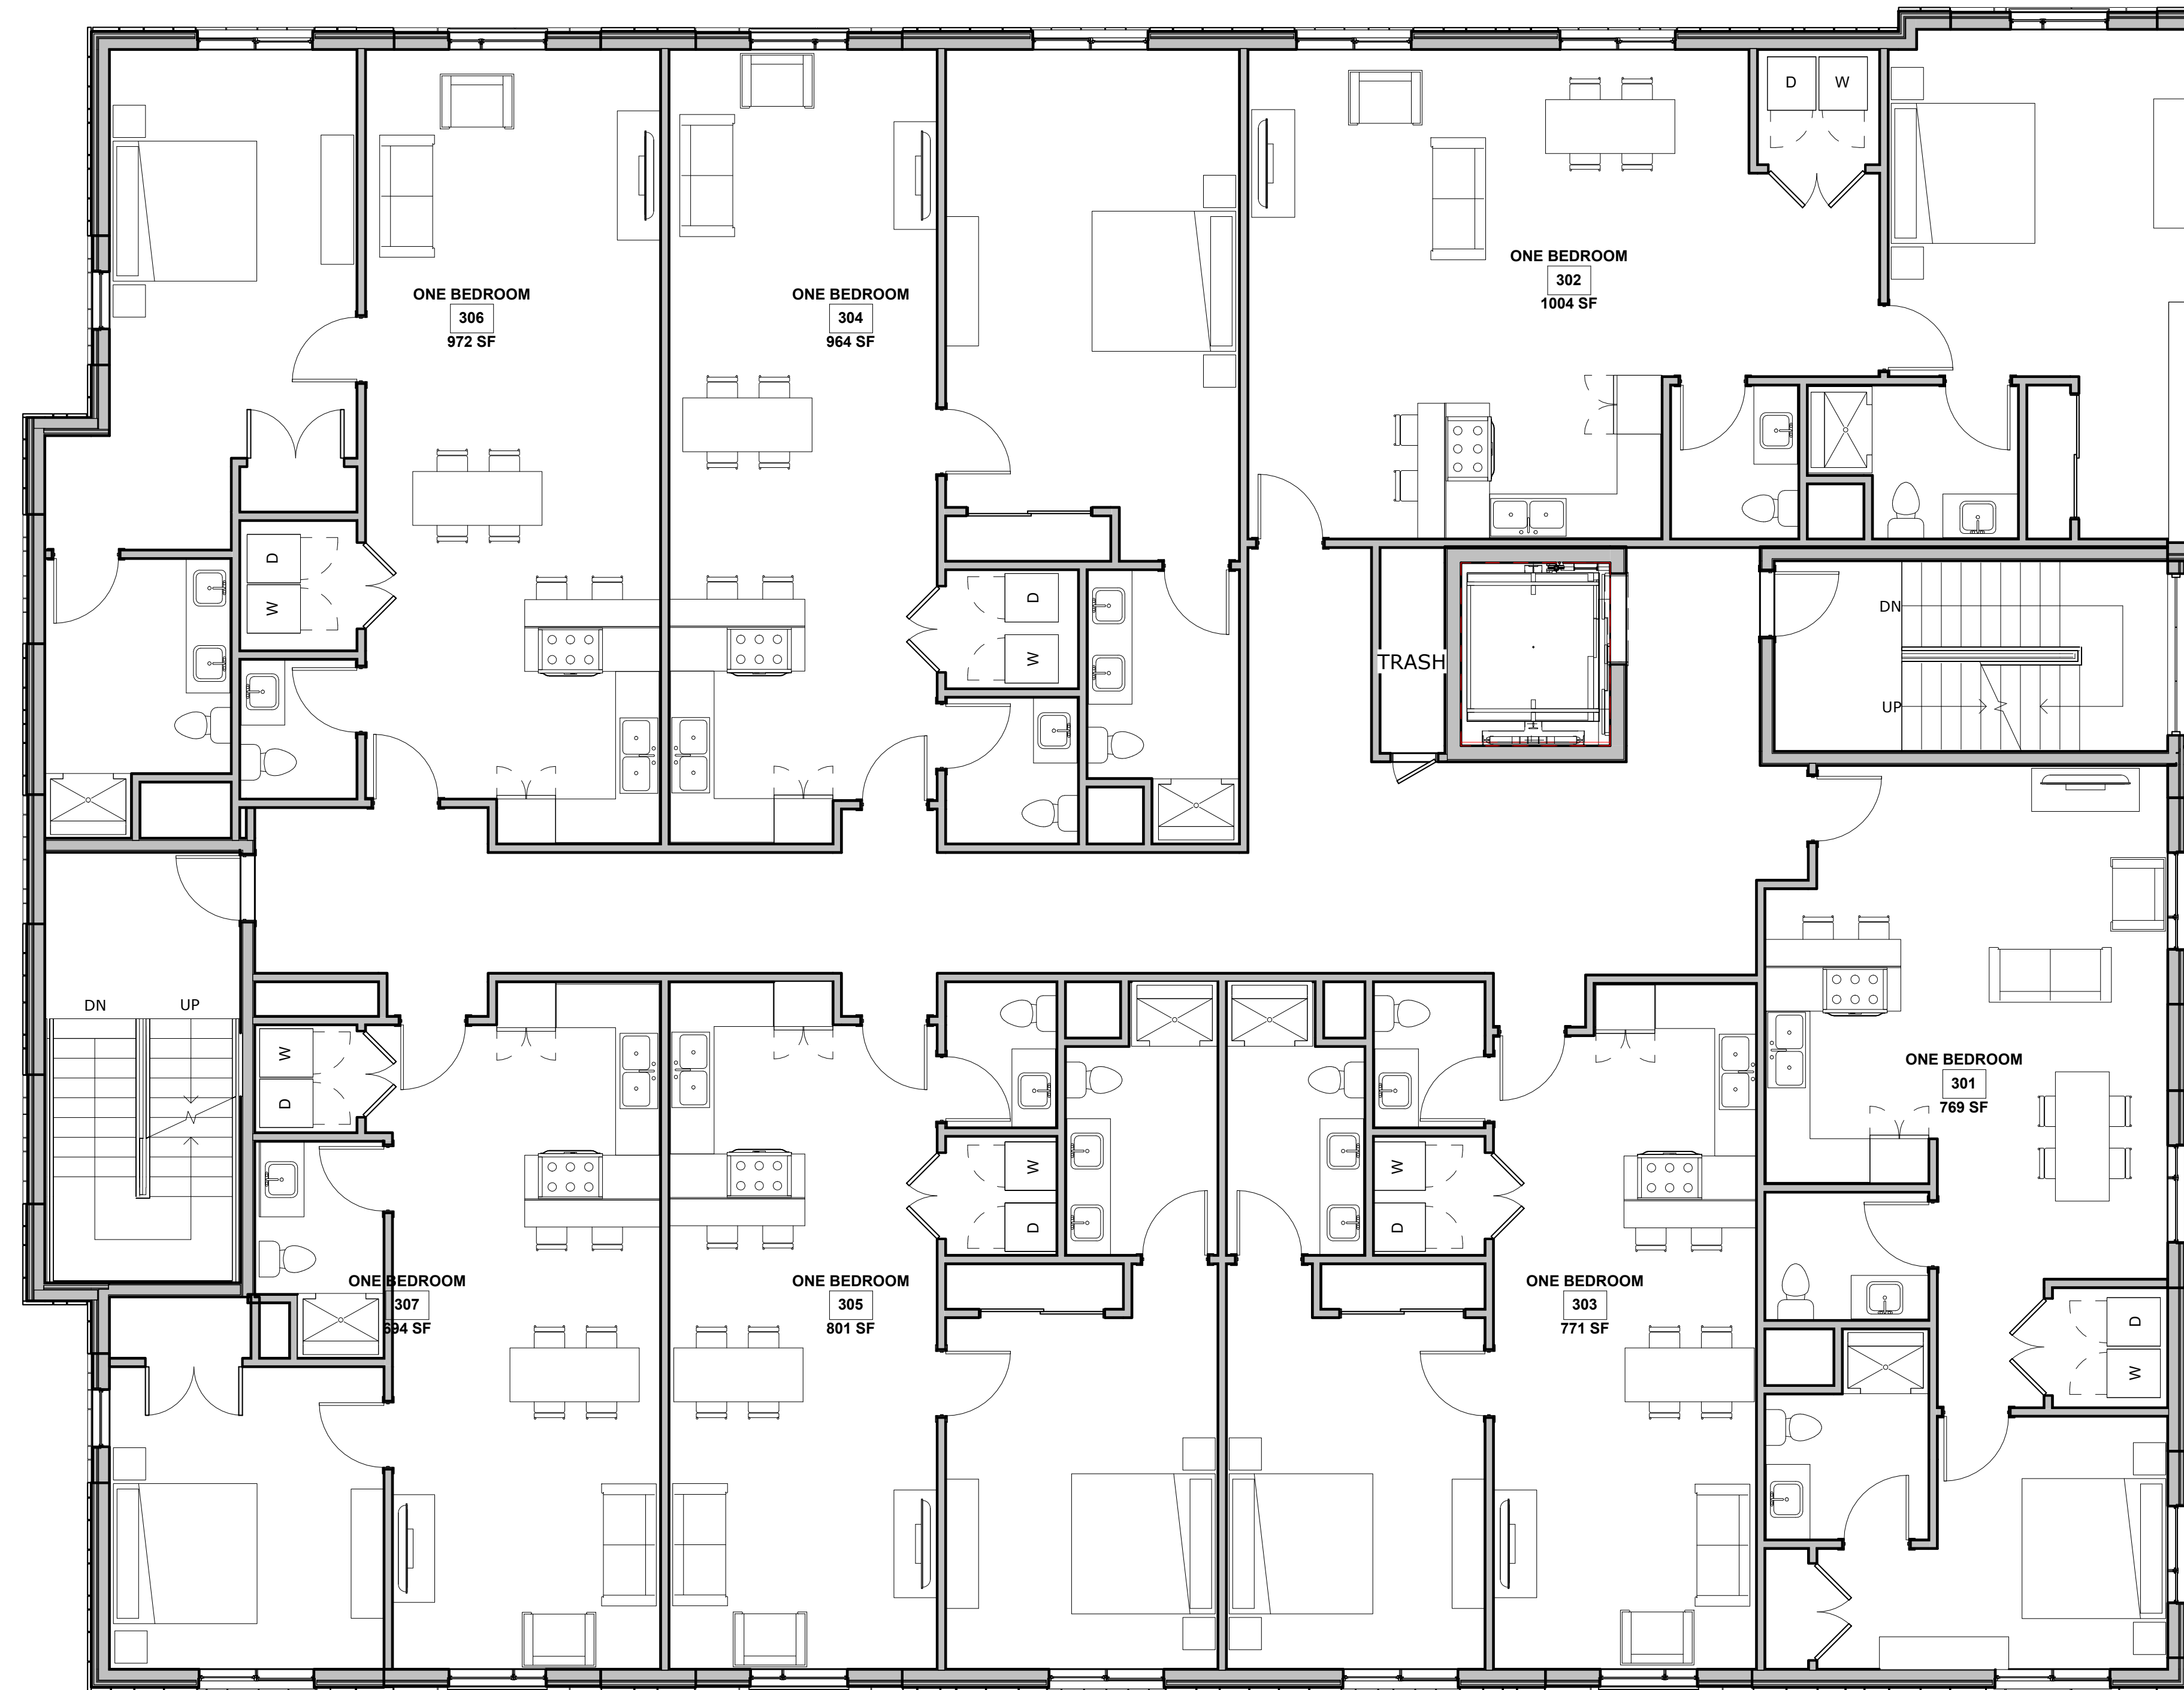 D W
ONE BEDROOM
302
1004 SF
ONE BEDROOM
306
972 SF
ONE BEDROOM
304
964 SF
D
W
D
W
TRASH
DN
UP
DN UP
W
D
W
D
W
D
ONE BEDROOM
301
769 SF
ONE BEDROOM
307
694 SF
ONE BEDROOM
305
801 SF
ONE BEDROOM
303
771 SF
D
W